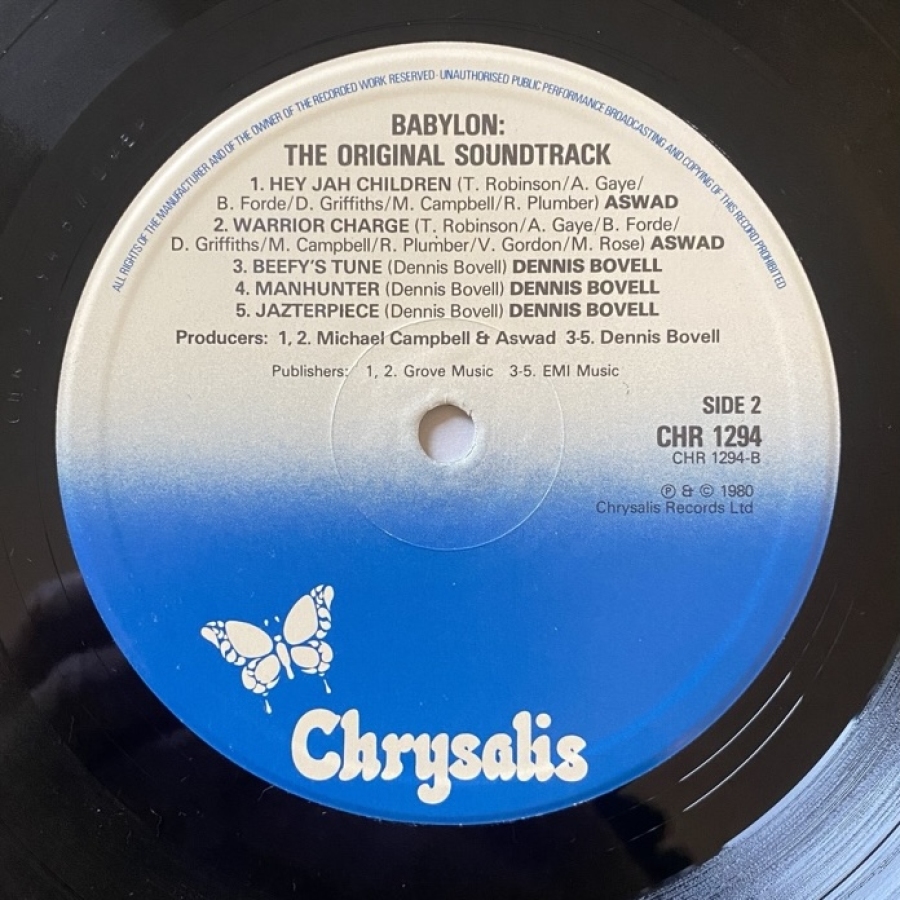 ALL RIGHTS OF THE MANUFACTURER AND OF THE OWNER OF THE RECORDED WORK RESERVED · UNAUTHORISED PUBLIC PERFORMANCE BROADCASTING AND COPYING OF THIS RECORD PROHIBITED
BABYLON:
THE ORIGINAL SOUNDTRACK
1. HEY JAH CHILDREN (T. Robinson/A. Gaye/
B. Forde/D. Griffiths/M. Campbell/R. Plumber) ASWAD
2. WARRIOR CHARGE (T. Robinson/A. Gaye/B. Forde/
D. Griffiths/M. Campbell/R. Plumber/V. Gordon/M. Rose) ASWAD
3. BEEFY'S TUNE (Dennis Bovell) DENNIS BOVELL
4. MANHUNTER (Dennis Bovell) DENNIS BOVELL
5. JAZTERPIECE (Dennis Bovell) DENNIS BOVELL
Producers: 1, 2. Michael Campbell & Aswad 3-5. Dennis Bovell
Publishers: 1, 2. Grove Music 3-5. EMI Music
SIDE 2
CHR 1294
CHR 1294-B
℗ & © 1980
Chrysalis Records Ltd
Chrysalis